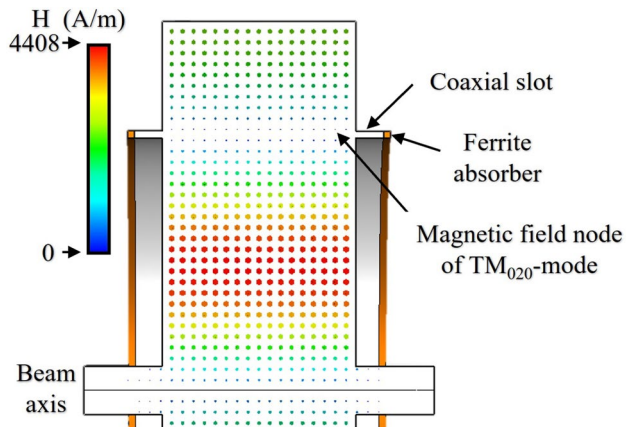 H (A/m)
4408
0
Coaxial slot
Ferrite
absorber
Magnetic field node
of TM₀₂₀-mode
Beam
axis